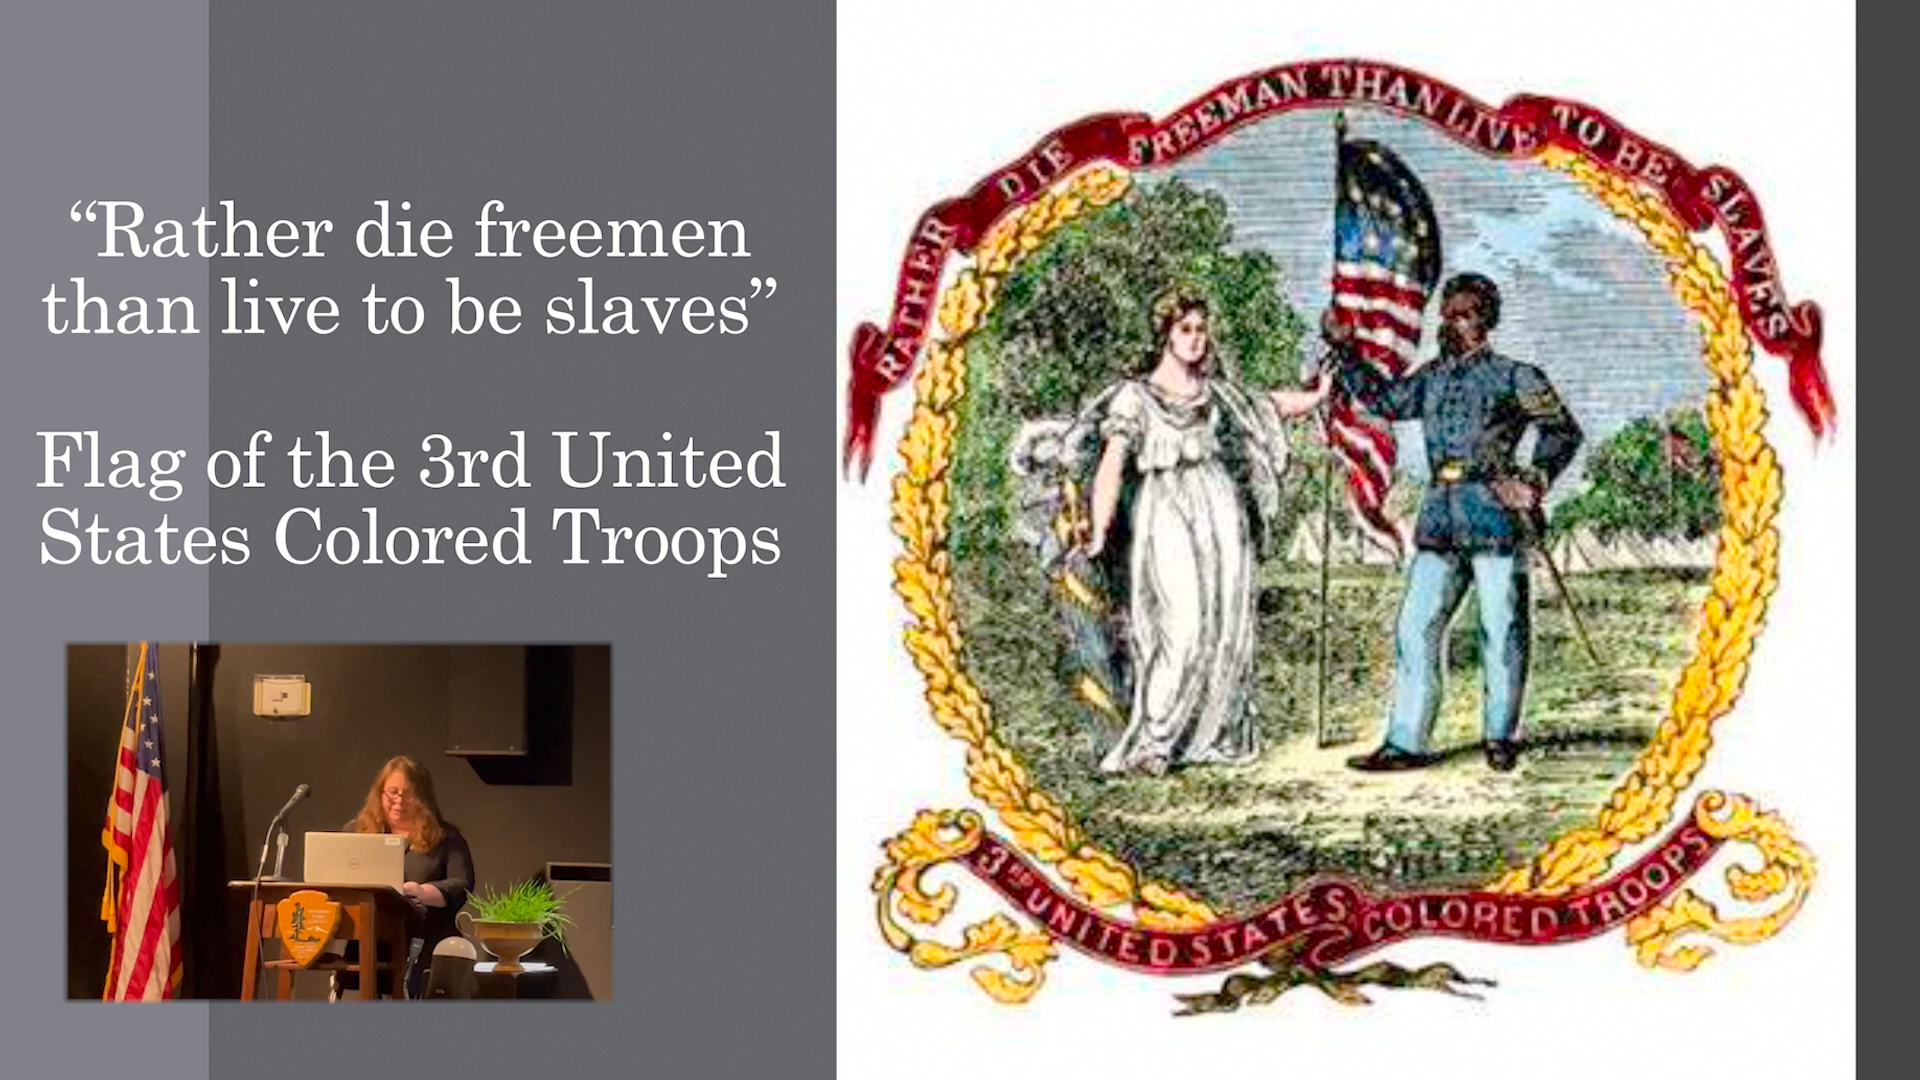 “Rather die freemen
than live to be slaves”
Flag of the 3rd United
States Colored Troops
RATHER DIE FREEMAN THAN LIVE TO BE SLAVES
3RD UNITED STATES COLORED TROOPS